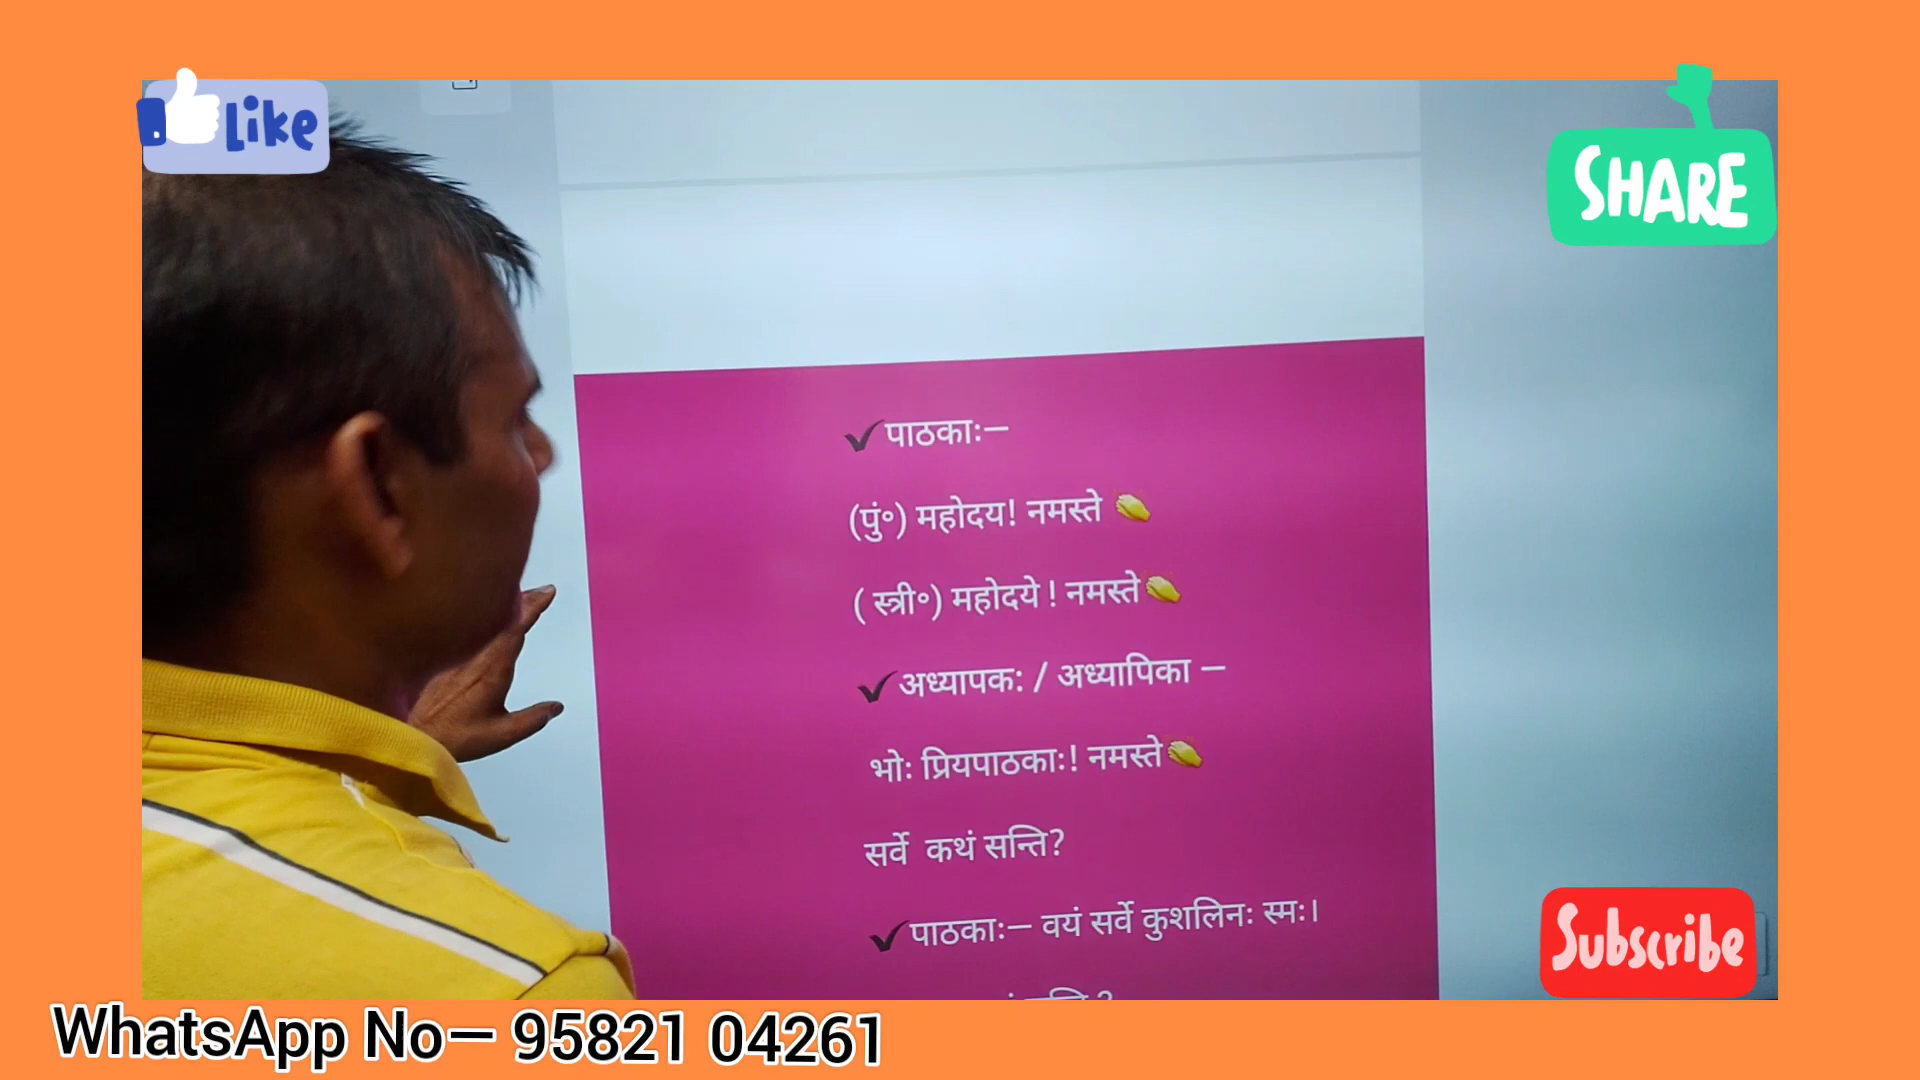 Like
SHARE
✔पाठकाः—
(पुं॰) महोदय! नमस्ते 👏
( स्त्री॰) महोदये ! नमस्ते👏
✔अध्यापक: / अध्यापिका —
भोः प्रियपाठकाः! नमस्ते👏
सर्वे कथं सन्ति?
✔पाठकाः— वयं सर्वे कुशलिनः स्मः।
Subscribe
WhatsApp No— 95821 04261